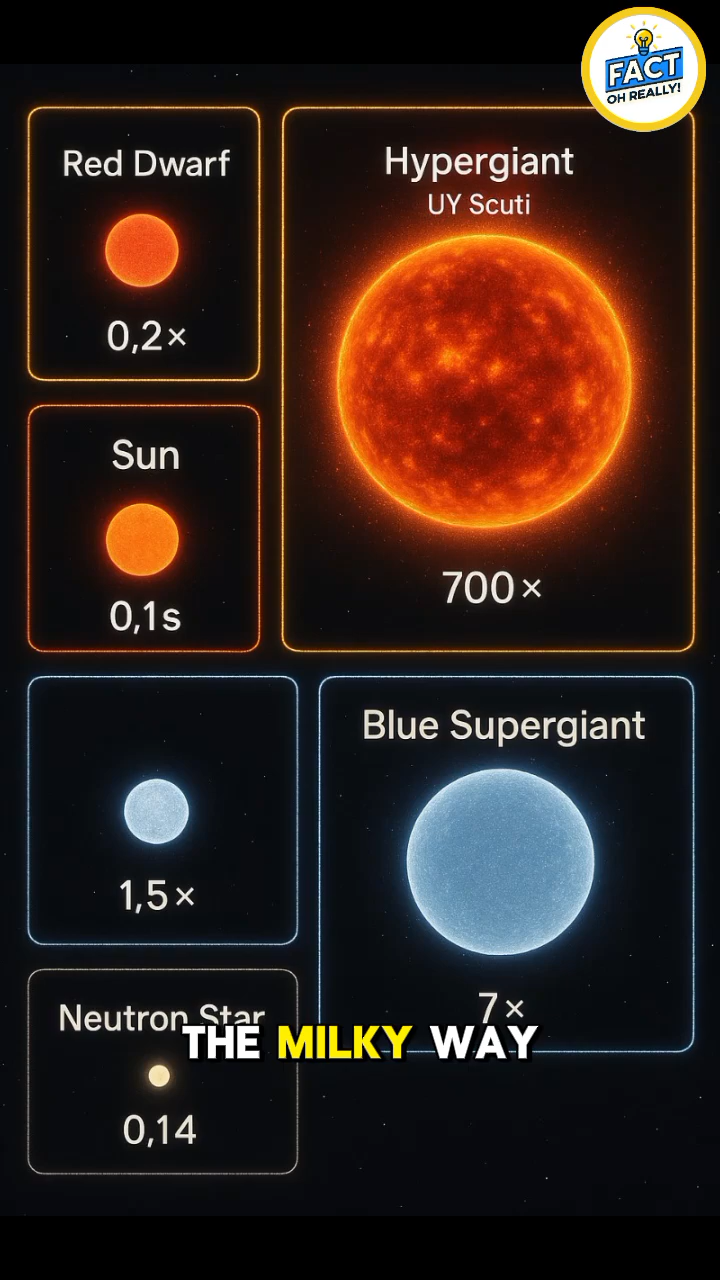 FACT
OH REALLY!
Red Dwarf
0,2×
Hypergiant
UY Scuti
700×
Sun
0,1s
1,5×
Blue Supergiant
7×
Neutron Star
THE MILKY WAY
0,14